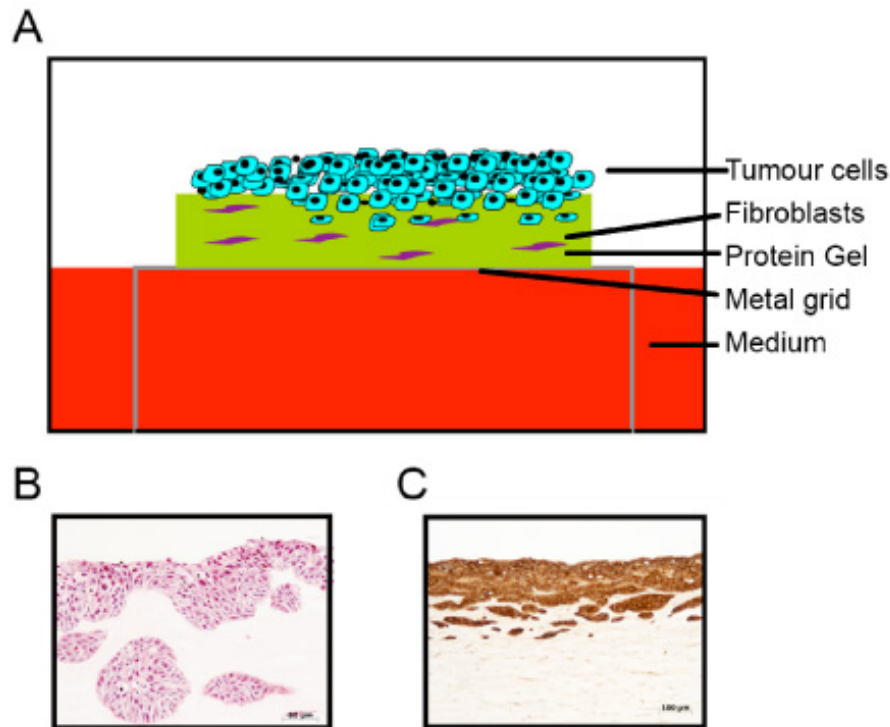 A
Tumour cells
Fibroblasts
Protein Gel
Metal grid
Medium
B
C
100 µm